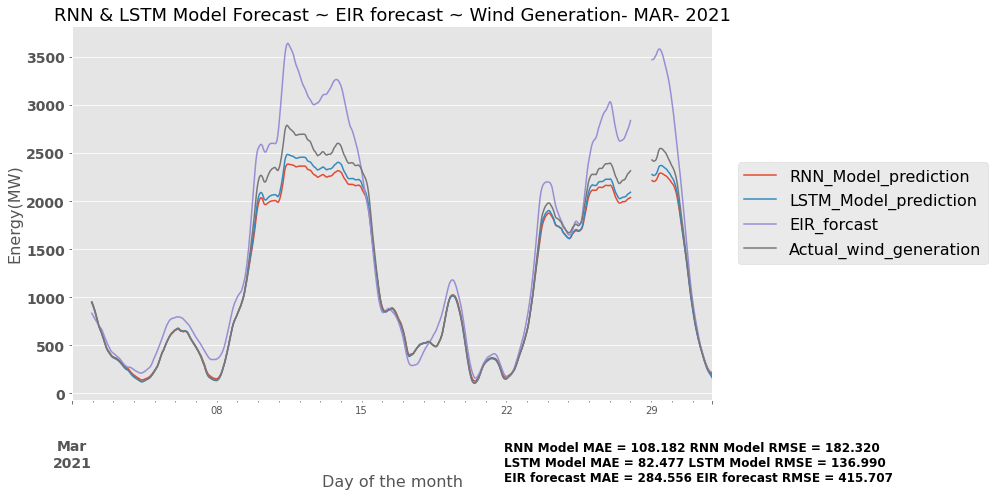 RNN & LSTM Model Forecast ~ EIR forecast ~ Wind Generation- MAR- 2021
Energy(MW)
3500
3000
2500
2000
1500
1000
500
0
08
15
22
29
Mar
2021
Day of the month
RNN_Model_prediction
LSTM_Model_prediction
EIR_forcast
Actual_wind_generation
RNN Model MAE = 108.182 RNN Model RMSE = 182.320
LSTM Model MAE = 82.477 LSTM Model RMSE = 136.990
EIR forecast MAE = 284.556 EIR forecast RMSE = 415.707